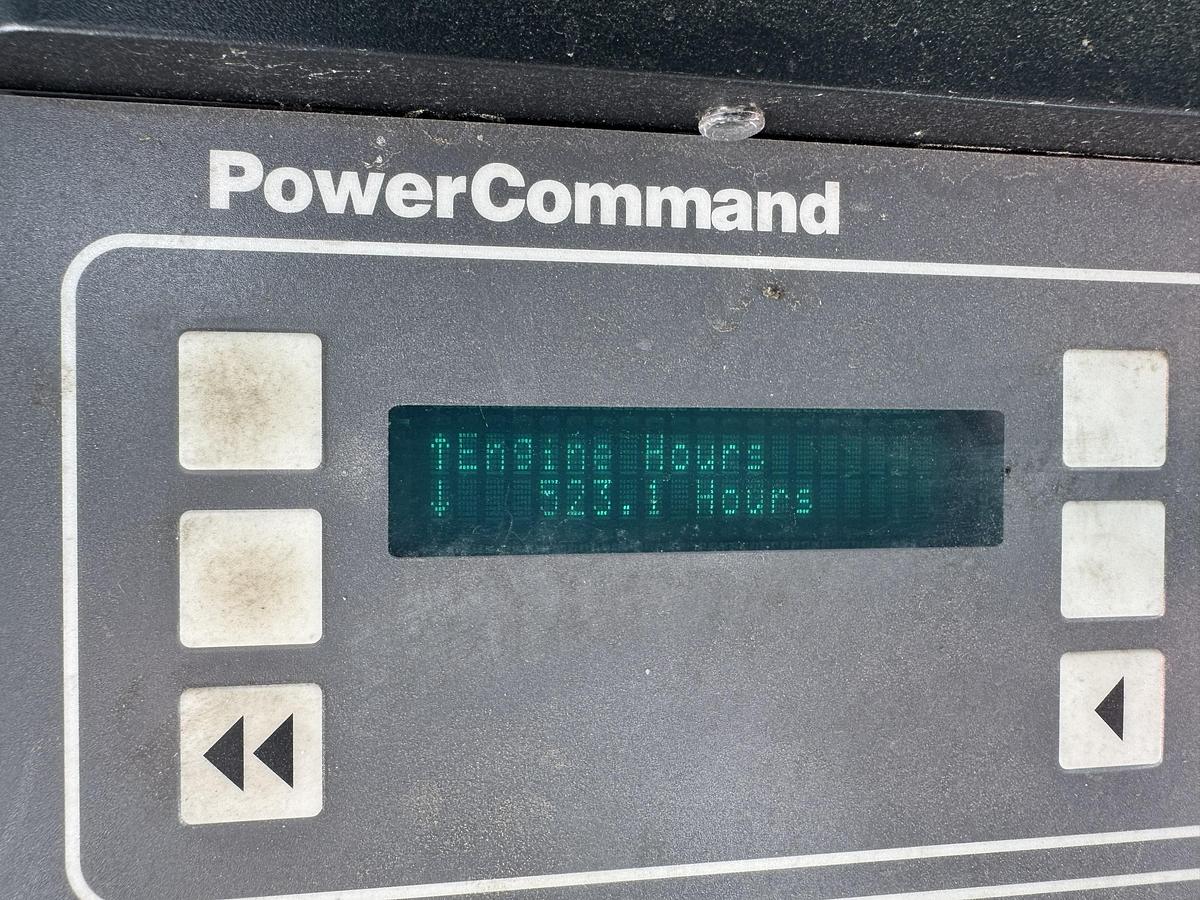 PowerCommand
↑Engine Hours
↓ 523.1 Hours